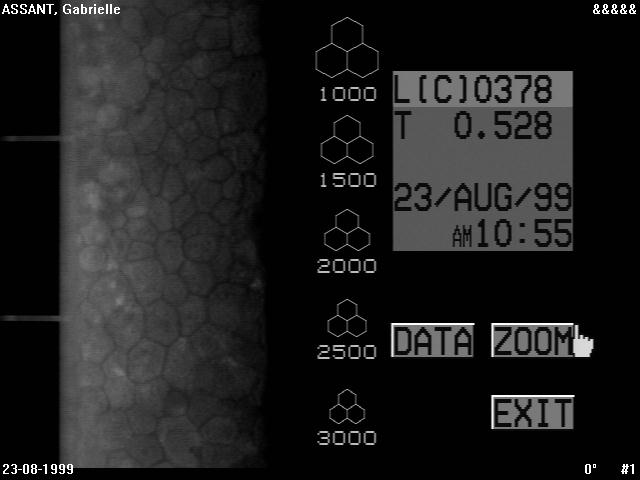 ASSANT, Gabrielle
&&&&&
1000
1500
2000
2500
3000
L[C]0378
T 0.528
23/AUG/99
AM10:55
DATA ZOOM
EXIT
23-08-1999
0° #1